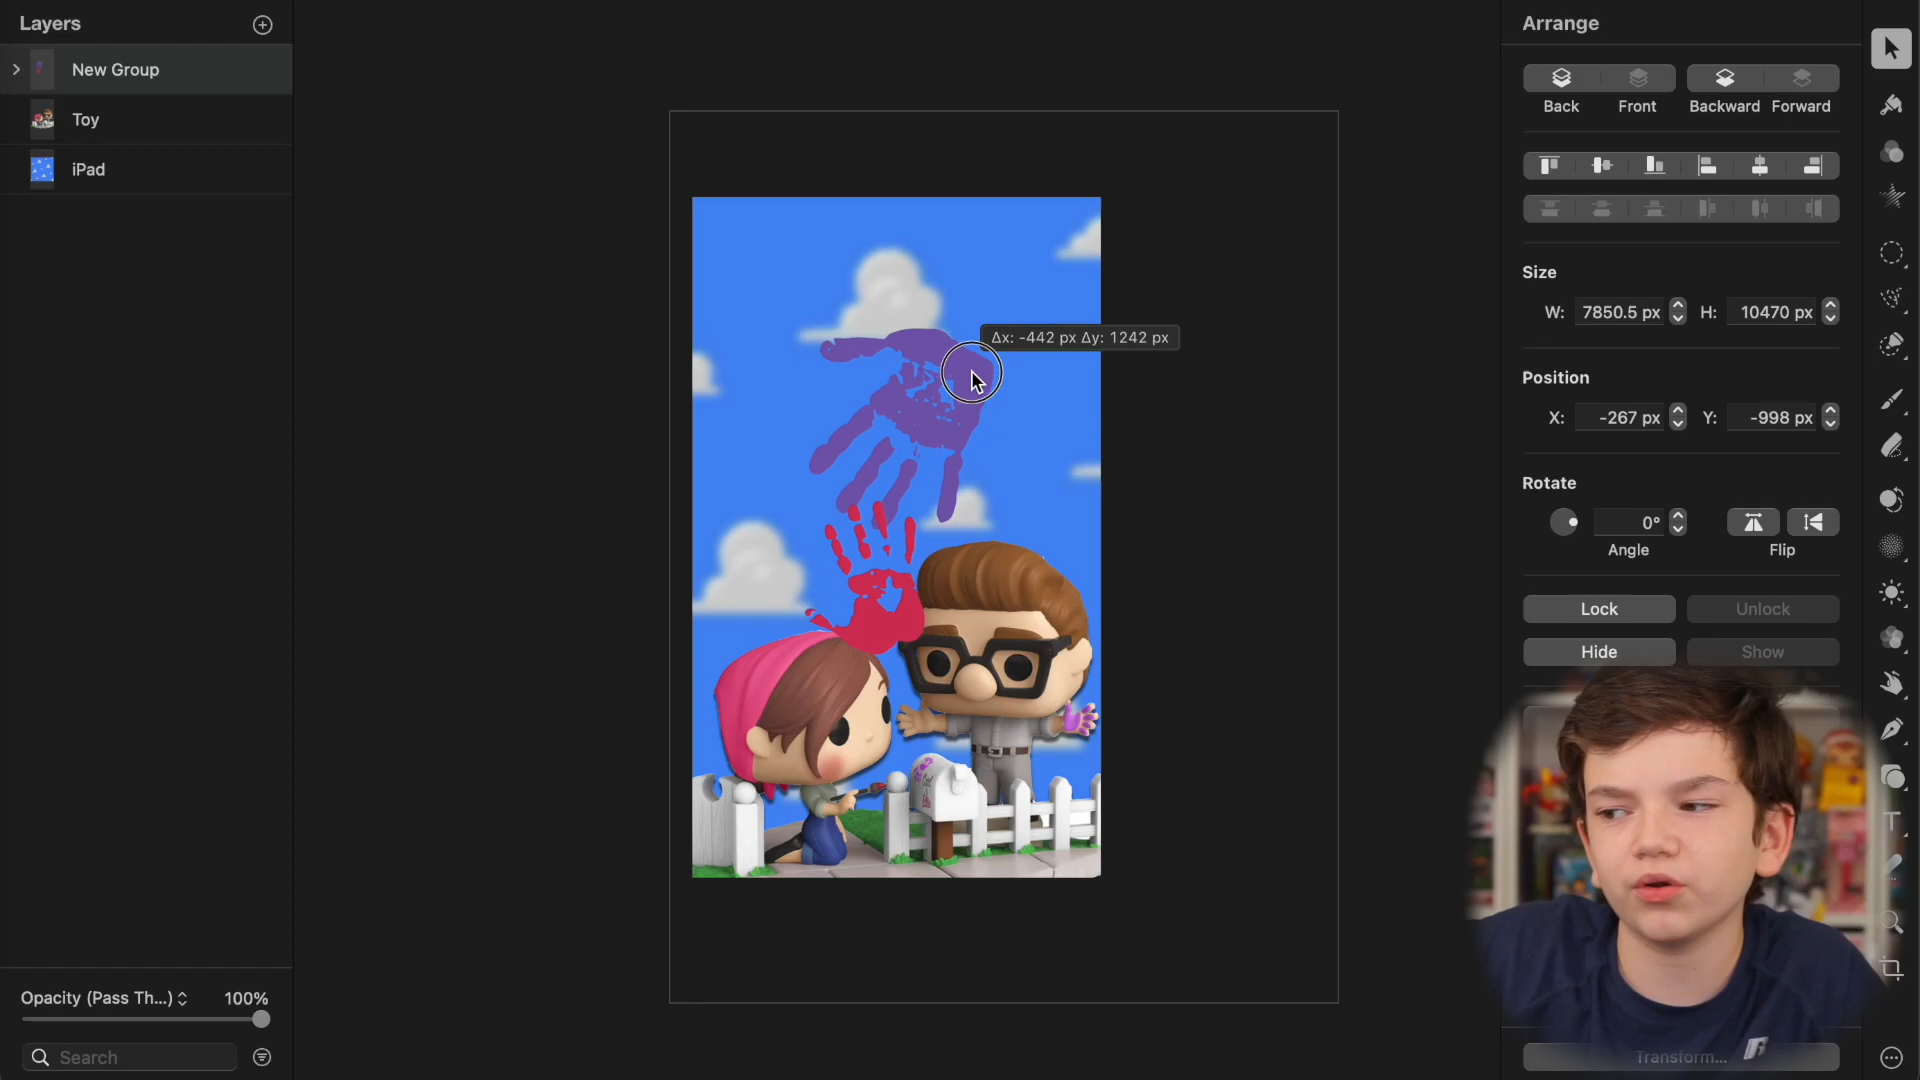 Layers
New Group
Toy
iPad
Opacity (Pass Th...)
100%
Search
Δx: -442 px Δy: 1242 px
Arrange
Back
Front
Backward
Forward
Size
W: 7850.5 px
H: 10470 px
Position
X: -267 px
Y: -998 px
Rotate
0°
Angle
Flip
Lock
Unlock
Hide
Show
Transform...